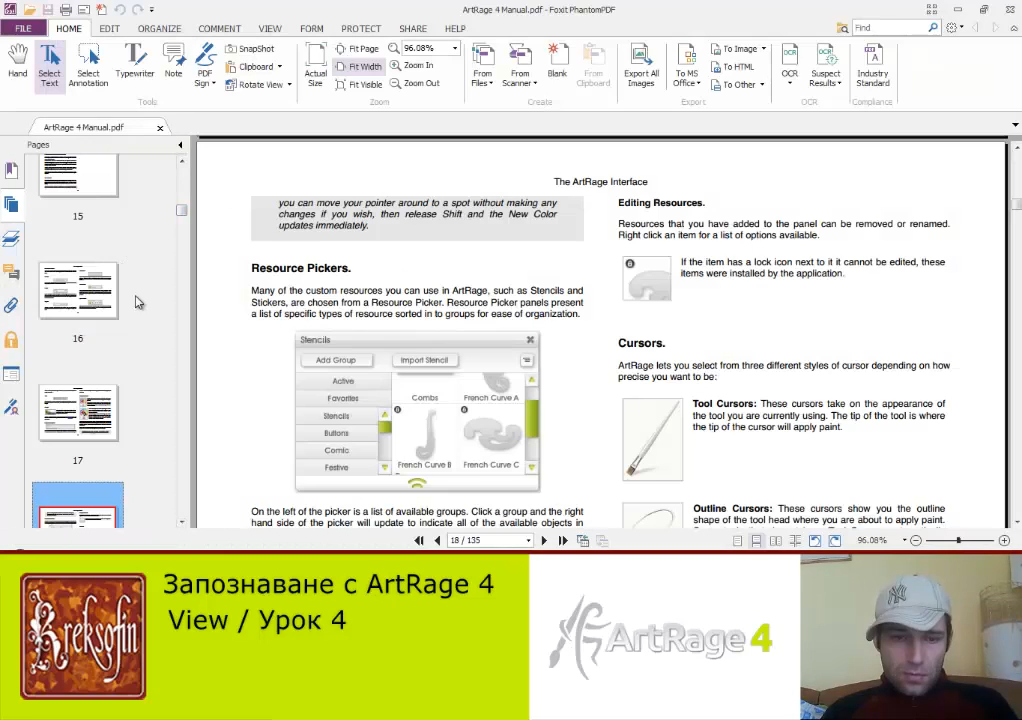 ArtRage 4 Manual.pdf - Foxit PhantomPDF
FILE HOME EDIT ORGANIZE COMMENT VIEW FORM PROTECT SHARE HELP Find
Hand
Select Text
Select Annotation
Typewriter
Note
PDF Sign
SnapShot
Clipboard
Rotate View
Tools
Actual Size
Fit Page
Fit Width
Fit Visible
96.08%
Zoom In
Zoom Out
Zoom
From Files
From Scanner
Blank
From Clipboard
Create
Export All Images
To MS Office
To Image
To HTML
To Other
Export
OCR
Suspect Results
OCR
Industry Standard
Compliance
ArtRage 4 Manual.pdf
Pages
15
16
17
The ArtRage Interface
you can move your pointer around to a spot without making any
changes if you wish, then release Shift and the New Color
updates immediately.
Resource Pickers.
Many of the custom resources you can use in ArtRage, such as Stencils and
Stickers, are chosen from a Resource Picker. Resource Picker panels present
a list of specific types of resource sorted in to groups for ease of organization.
Stencils
Add Group
Import Stencil
Active
Favorites
Stencils
Buttons
Comic
Festive
Combs
French Curve A
French Curve B
French Curve C
On the left of the picker is a list of available groups. Click a group and the right
hand side of the picker will update to indicate all of the available objects in
Editing Resources.
Resources that you have added to the panel can be removed or renamed.
Right click an item for a list of options available.
If the item has a lock icon next to it it cannot be edited, these
items were installed by the application.
Cursors.
ArtRage lets you select from three different styles of cursor depending on how
precise you want to be:
Tool Cursors: These cursors take on the appearance of
the tool you are currently using. The tip of the tool is where
the tip of the cursor will apply paint.
Outline Cursors: These cursors show you the outline
shape of the tool head where you are about to apply paint.
18 / 135
96.08%
Kreksofin
Запознаване с ArtRage 4
View / Урок 4
ArtRage 4